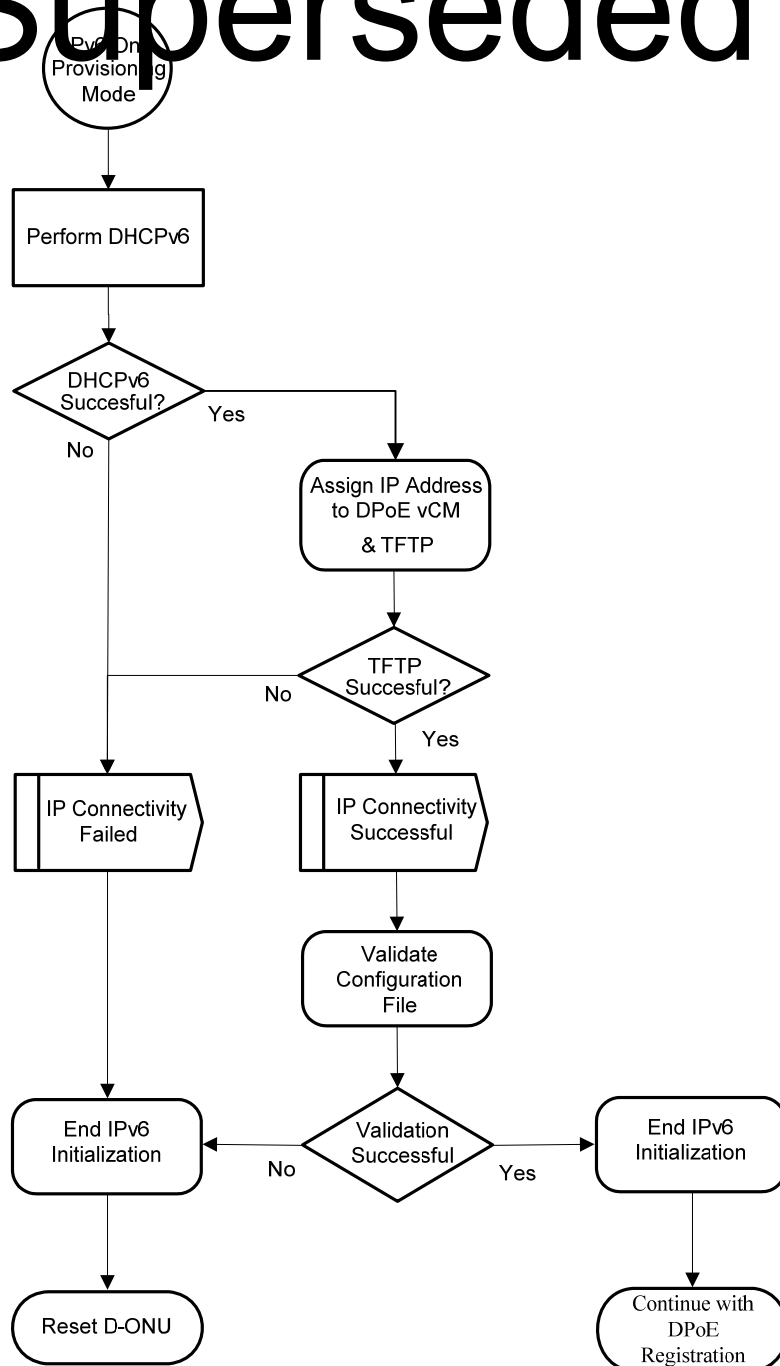 Superseded
IPv6 Only
Provisioning
Mode
Perform DHCPv6
DHCPv6
Succesful?
Yes
No
Assign IP Address
to DPoE vCM
& TFTP
TFTP
Succesful?
No
Yes
IP Connectivity
Failed
IP Connectivity
Successful
Validate
Configuration
File
End IPv6
Initialization
Validation
Successful
End IPv6
Initialization
No
Yes
Reset D-ONU
Continue with
DPoE
Registration